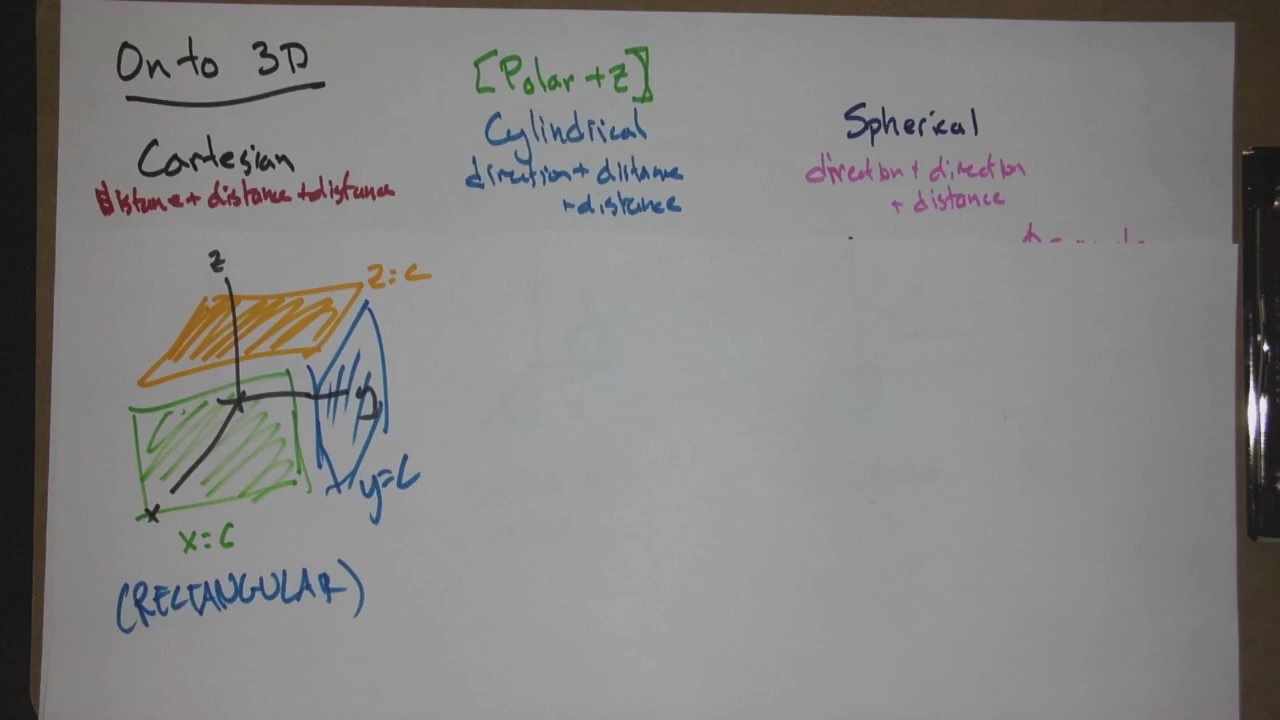 Onto 3D
[Polar + z]
Cartesian
distance + distance + distance
Cylindrical
direction + distance
+ distance
Spherical
direction + direction
+ distance
z
z = c
y
y = c
x
x = c
(RECTANGULAR)